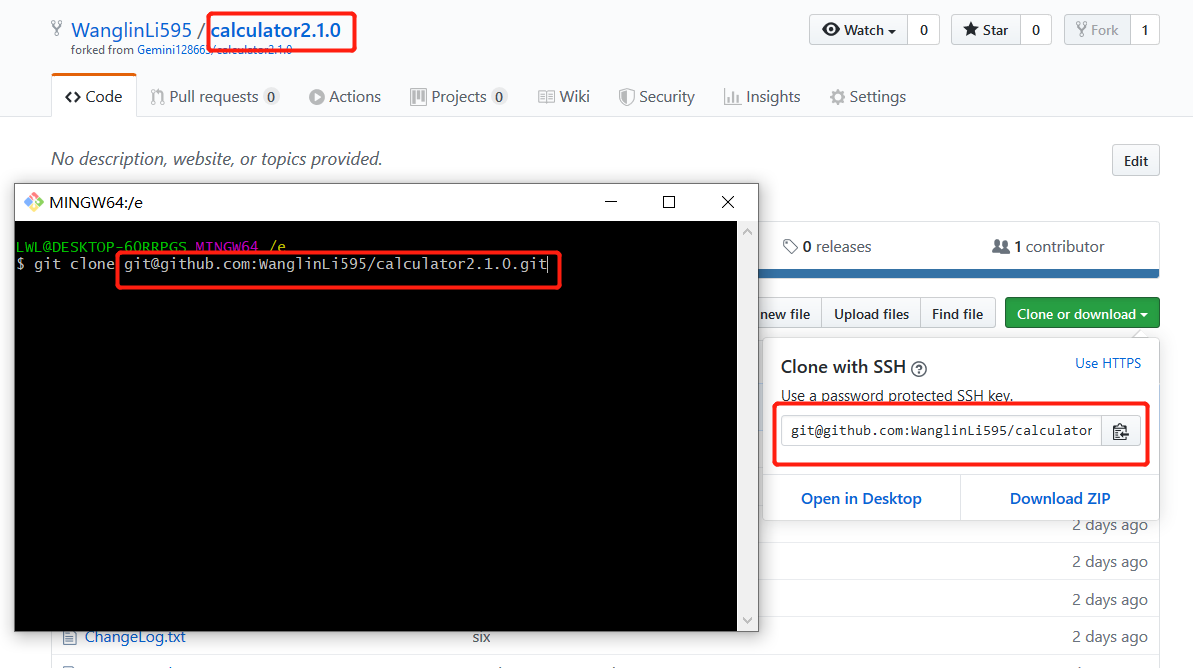 WanglinLi595 / calculator2.1.0
Watch 0
Star 0
Fork 1
forked from Gemini12866 /calculator2.1.0
Code
Pull requests 0
Actions
Projects 0
Wiki
Security
Insights
Settings
No description, website, or topics provided.
Edit
MINGW64:/e
LWL@DESKTOP-6ORRPGS MINGW64 /e
$ git clone git@github.com:WanglinLi595/calculator2.1.0.git
0 releases
1 contributor
new file
Upload files
Find file
Clone or download
Clone with SSH ?
Use HTTPS
Use a password protected SSH key.
git@github.com:WanglinLi595/calculator
Open in Desktop
Download ZIP
2 days ago
2 days ago
2 days ago
ChangeLog.txt
six
2 days ago